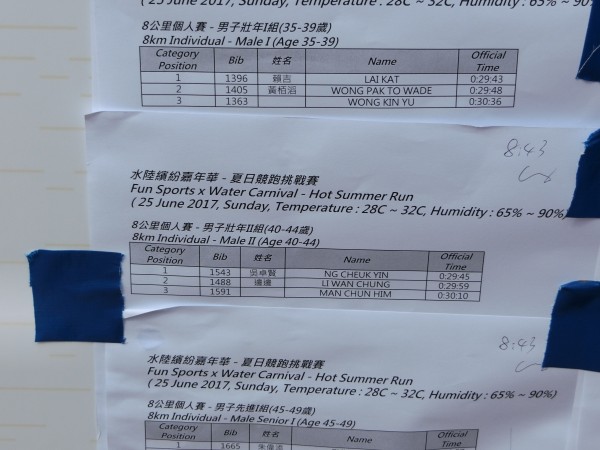 ( 25 June 2017, Sunday, Temperature : 28C ~ 32C, Humidity : 65% ~ 90%)
8公里個人賽 - 男子壯年I組(35-39歲)
8km Individual - Male I (Age 35-39)
Category Position Bib 姓名 Name Official Time
1 1396 賴吉 LAI KAT 0:29:43
2 1405 黃栢滔 WONG PAK TO WADE 0:29:48
3 1363 WONG KIN YU 0:30:36
8:43
水陸繽紛嘉年華 - 夏日競跑挑戰賽
Fun Sports x Water Carnival - Hot Summer Run
( 25 June 2017, Sunday, Temperature : 28C ~ 32C, Humidity : 65% ~ 90%)
8公里個人賽 - 男子壯年II組(40-44歲)
8km Individual - Male II (Age 40-44)
Category Position Bib 姓名 Name Official Time
1 1543 吳卓賢 NG CHEUK YIN 0:29:45
2 1488 LI WAN CHUNG 0:29:59
3 1591 MAN CHUN HIM 0:30:10
8:43
水陸繽紛嘉年華 - 夏日競跑挑戰賽
Fun Sports x Water Carnival - Hot Summer Run
( 25 June 2017, Sunday, Temperature : 28C ~ 32C, Humidity : 65% ~ 90%)
8公里個人賽 - 男子先進I組(45-49歲)
8km Individual - Male Senior I (Age 45-49)
Category Position Bib 姓名 Name Official Time
1 1665